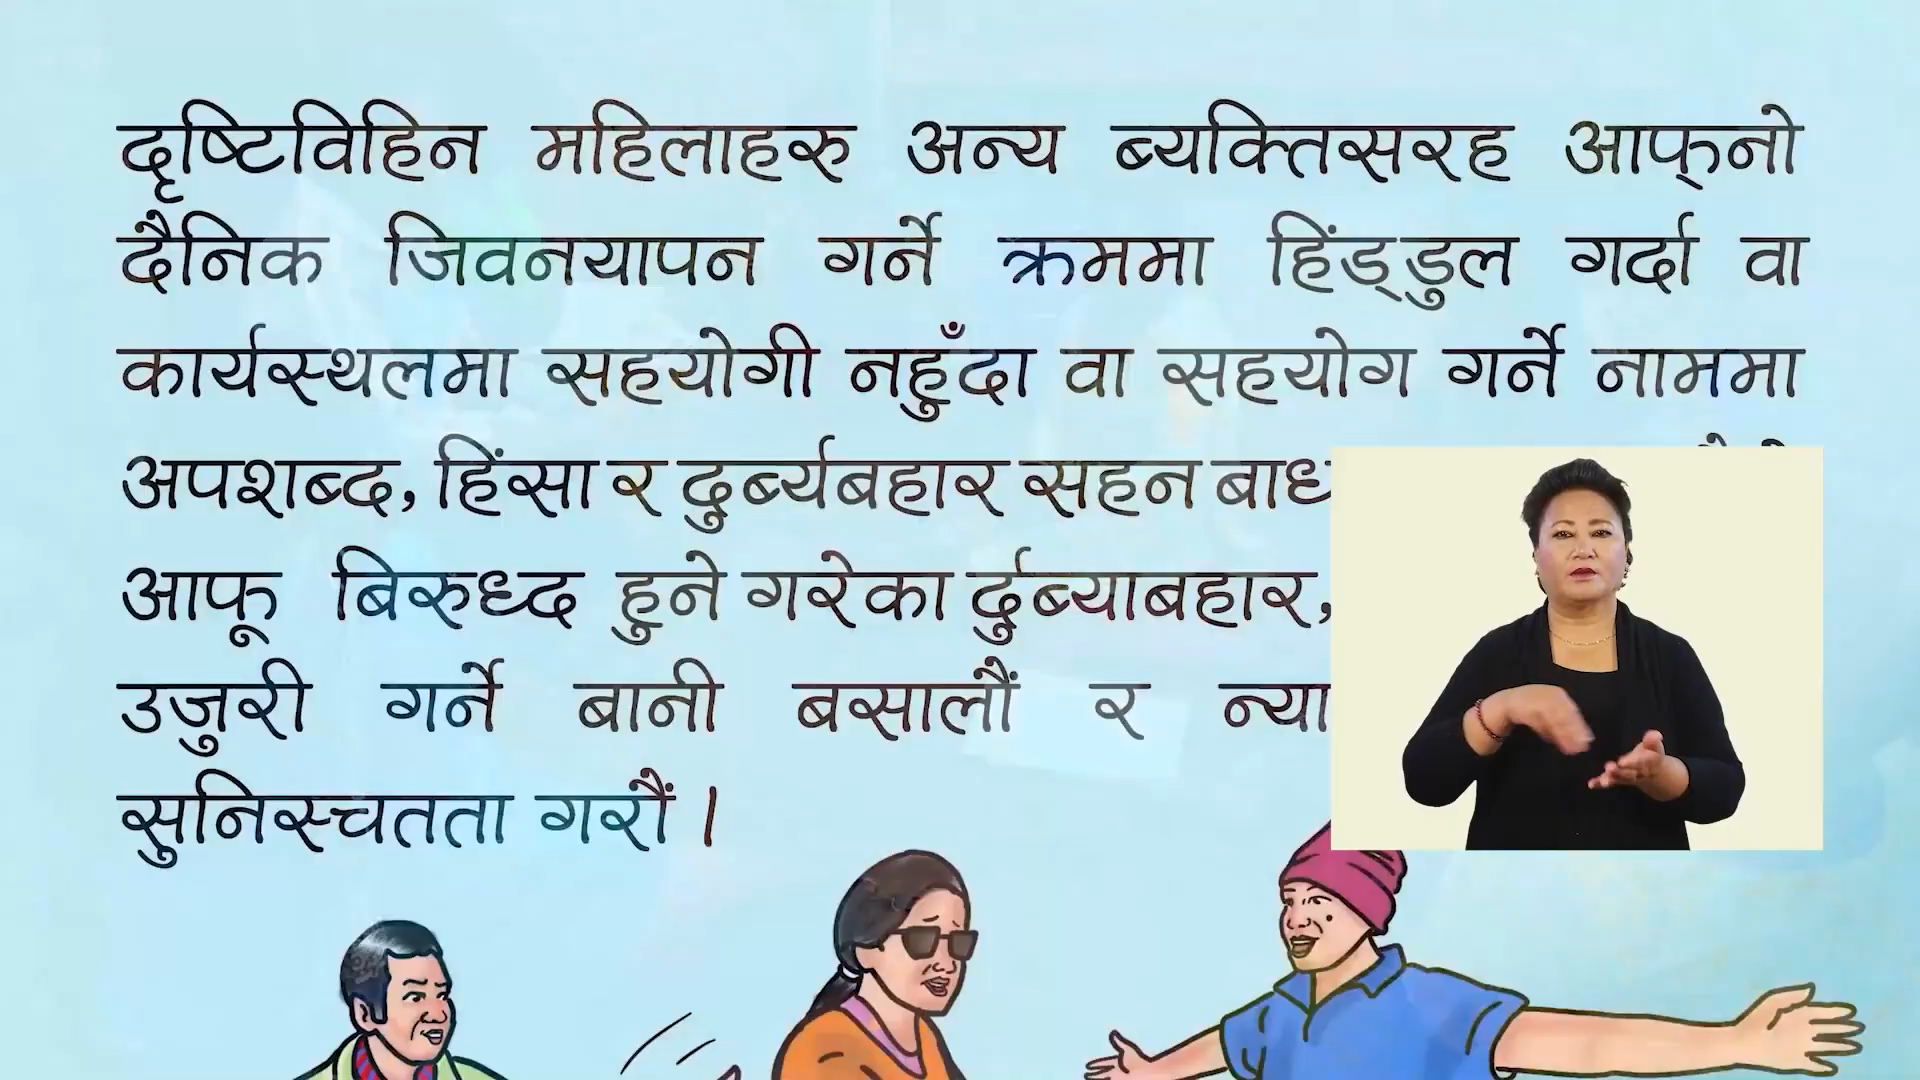 दृष्टिविहिन महिलाहरु अन्य ब्यक्तिसरह आफ्‌नो
दैनिक जिवनयापन गर्ने क्रममा हिंड्‌डुल गर्दा वा
कार्यस्थलमा सहयोगी नहुँदा वा सहयोग गर्ने नाममा
अपशब्द, हिंसा र दुर्ब्यबहार सहन
आफू बिरुध्द हुने गरेका र्दुब्याबहार,
उजुरी गर्ने बानी बसालौं र
सुनिस्चतता गरौं ।